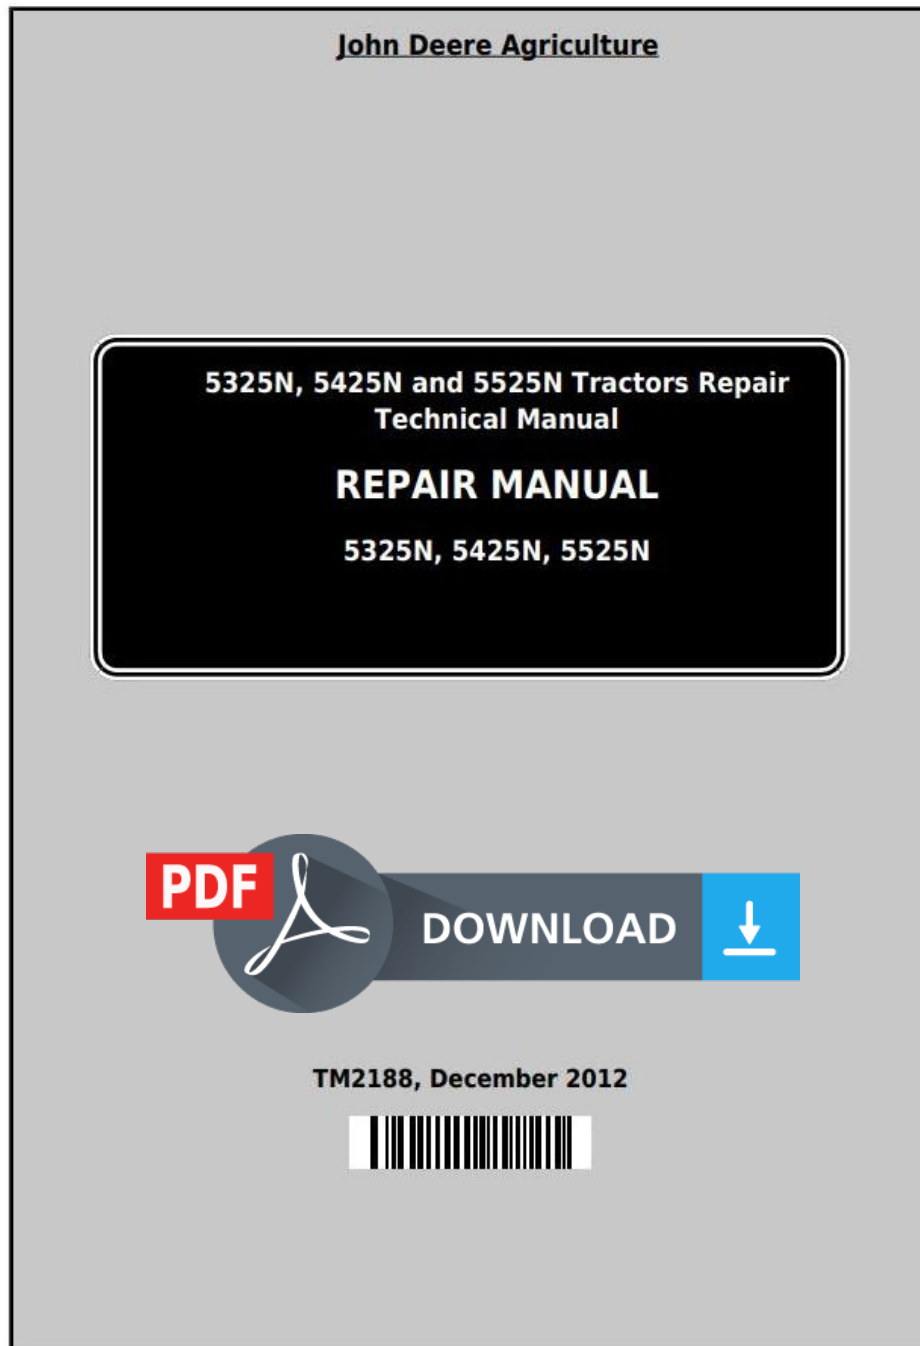 John Deere Agriculture
5325N, 5425N and 5525N Tractors Repair
Technical Manual
REPAIR MANUAL
5325N, 5425N, 5525N
PDF
DOWNLOAD
TM2188, December 2012